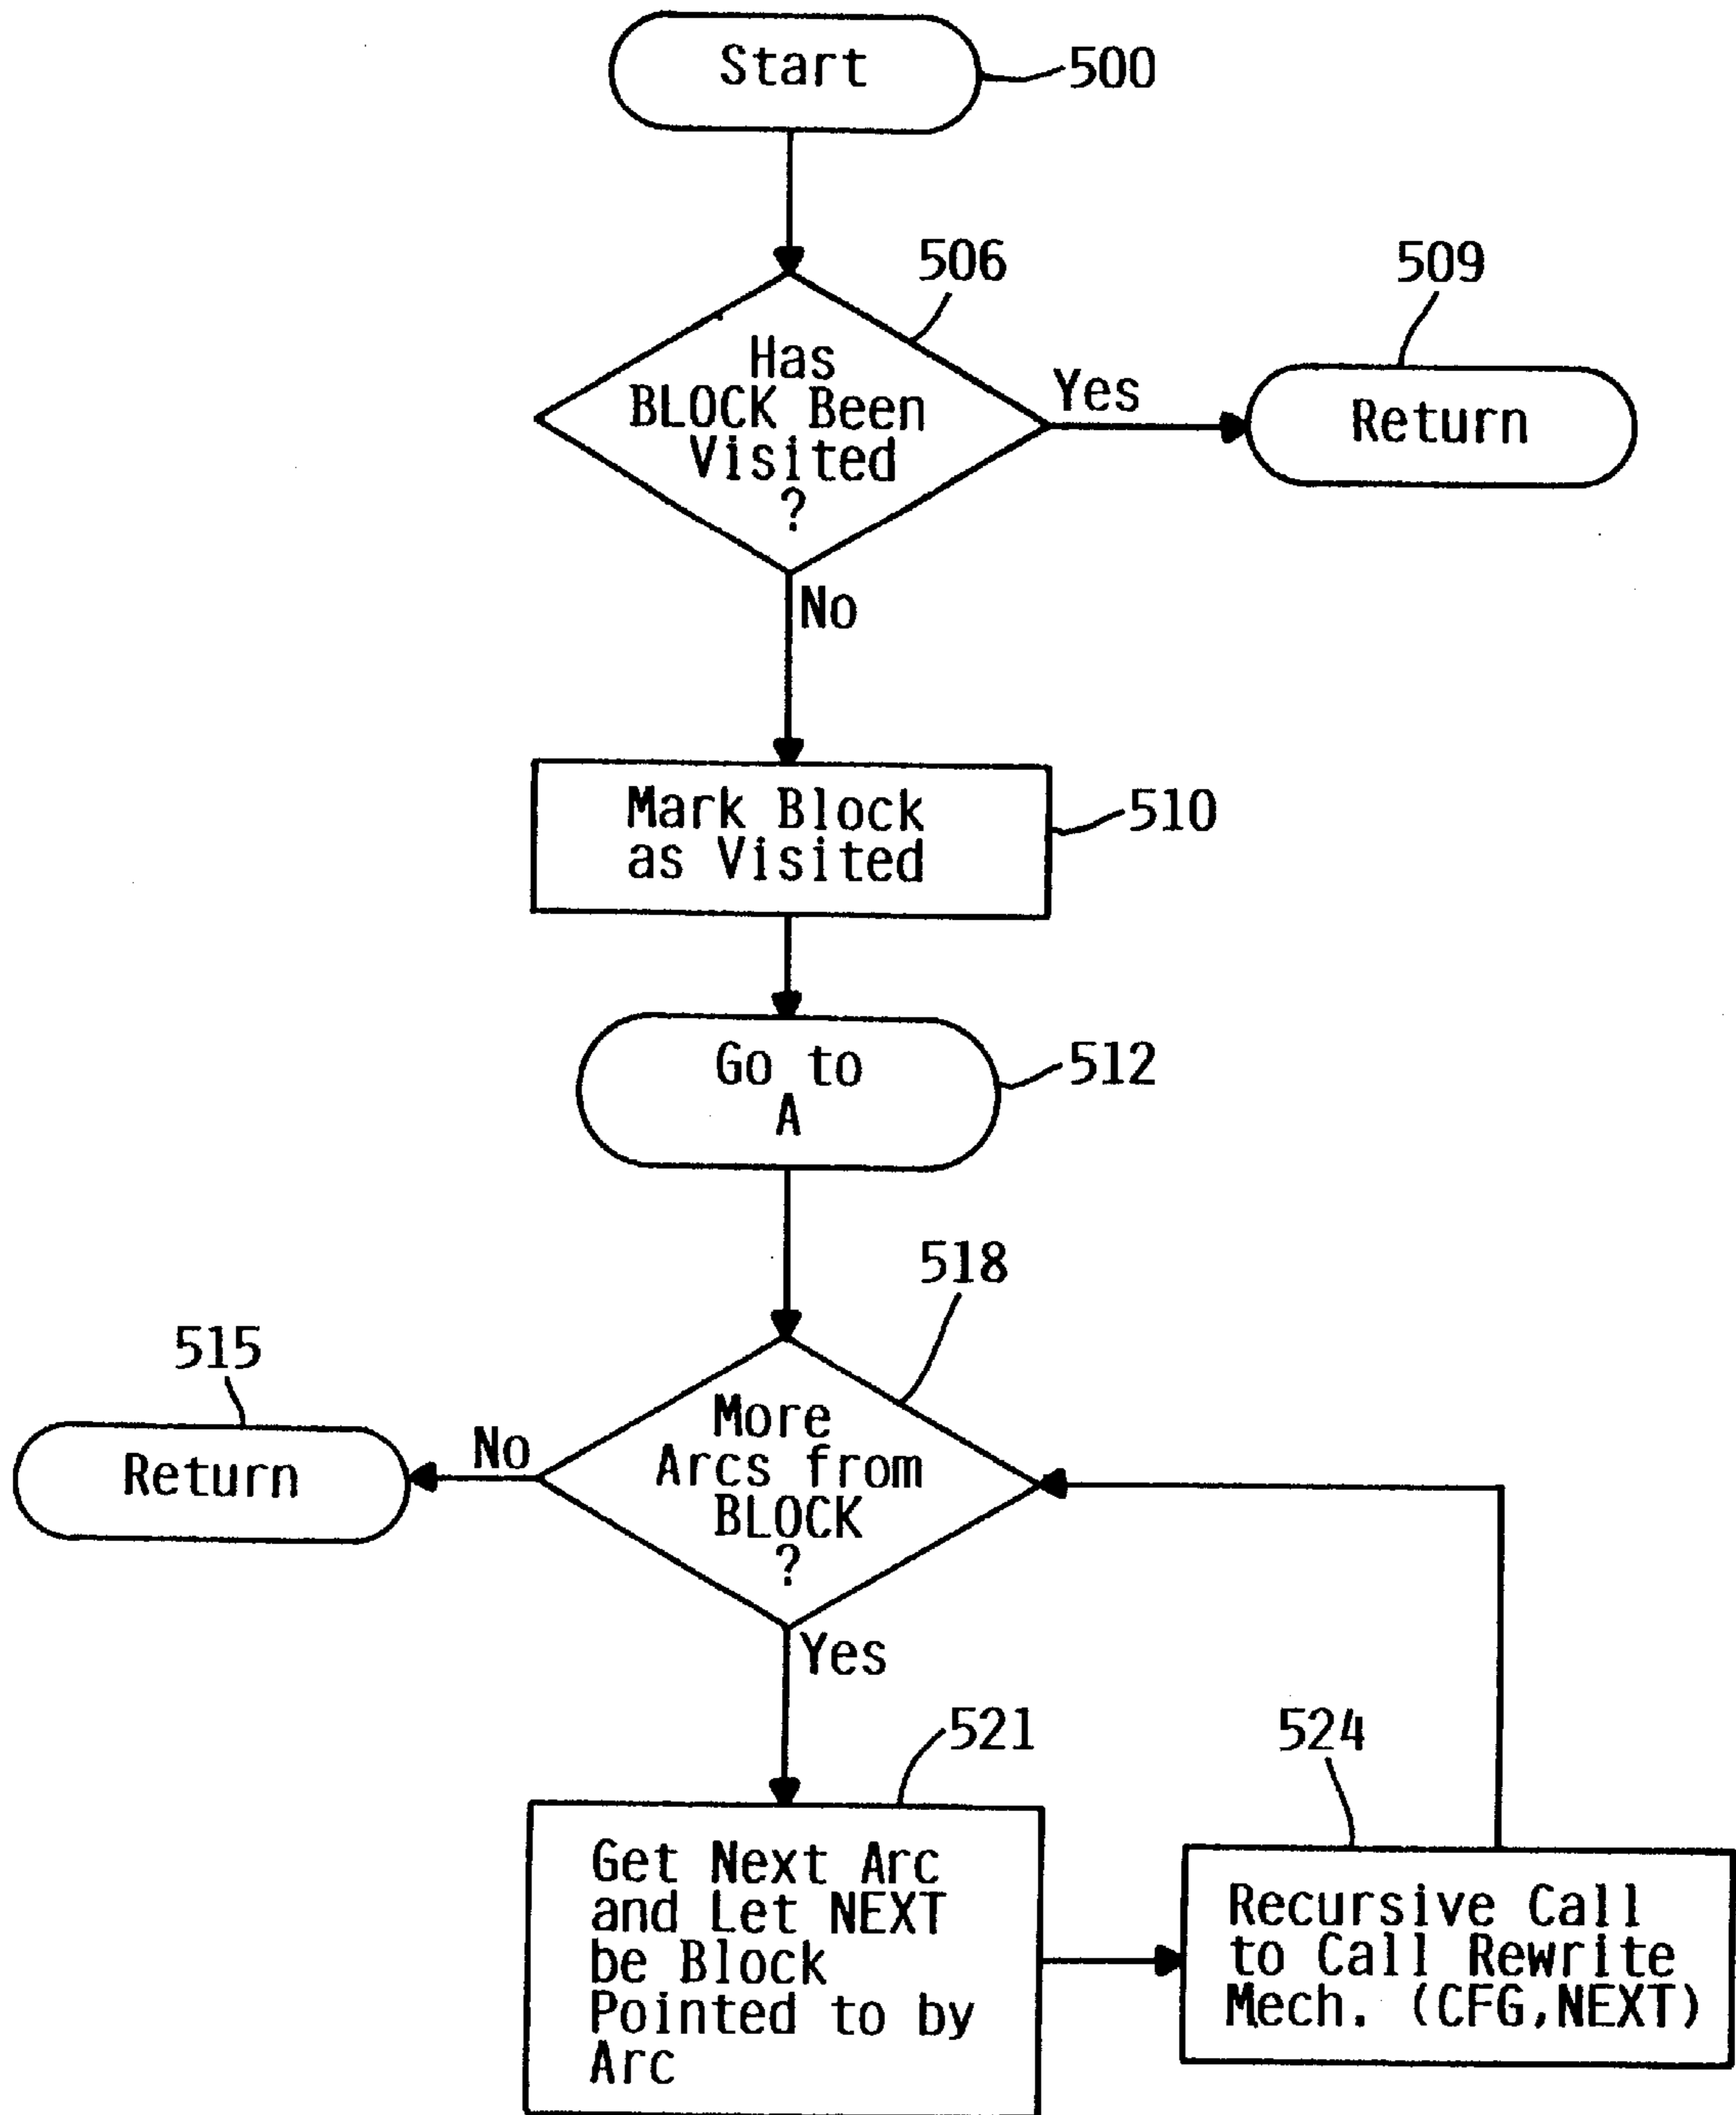 Start
500
506
509
Has
BLOCK Been
Visited
?
Yes
Return
No
Mark Block
as Visited
510
Go to
A
512
518
515
More
Arcs from
BLOCK
?
No
Return
Yes
521
524
Get Next Arc
and Let NEXT
be Block
Pointed to by
Arc
Recursive Call
to Call Rewrite
Mech. (CFG,NEXT)